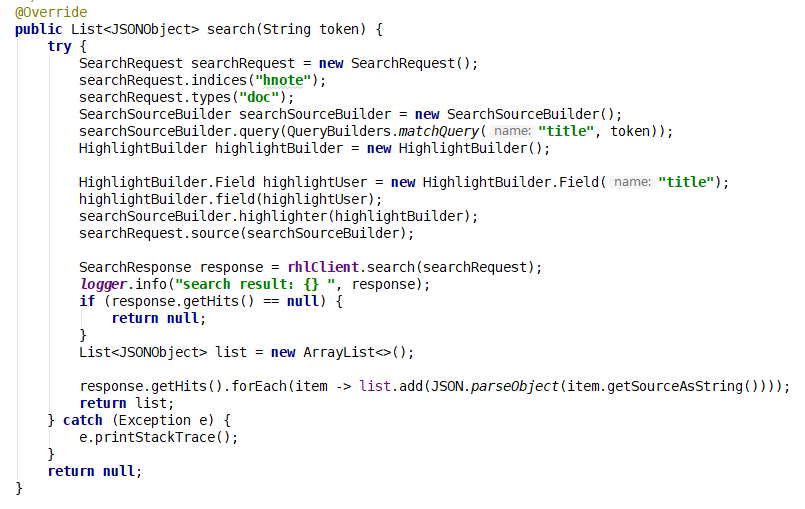 @Override
public List<JSONObject> search(String token) {
    try {
        SearchRequest searchRequest = new SearchRequest();
        searchRequest.indices("hnote");
        searchRequest.types("doc");
        SearchSourceBuilder searchSourceBuilder = new SearchSourceBuilder();
        searchSourceBuilder.query(QueryBuilders.matchQuery( name: "title", token));
        HighlightBuilder highlightBuilder = new HighlightBuilder();

        HighlightBuilder.Field highlightUser = new HighlightBuilder.Field( name: "title");
        highlightBuilder.field(highlightUser);
        searchSourceBuilder.highlighter(highlightBuilder);
        searchRequest.source(searchSourceBuilder);

        SearchResponse response = rhlClient.search(searchRequest);
        logger.info("search result: {} ", response);
        if (response.getHits() == null) {
            return null;
        }
        List<JSONObject> list = new ArrayList<>();

        response.getHits().forEach(item -> list.add(JSON.parseObject(item.getSourceAsString())));
        return list;
    } catch (Exception e) {
        e.printStackTrace();
    }
    return null;
}